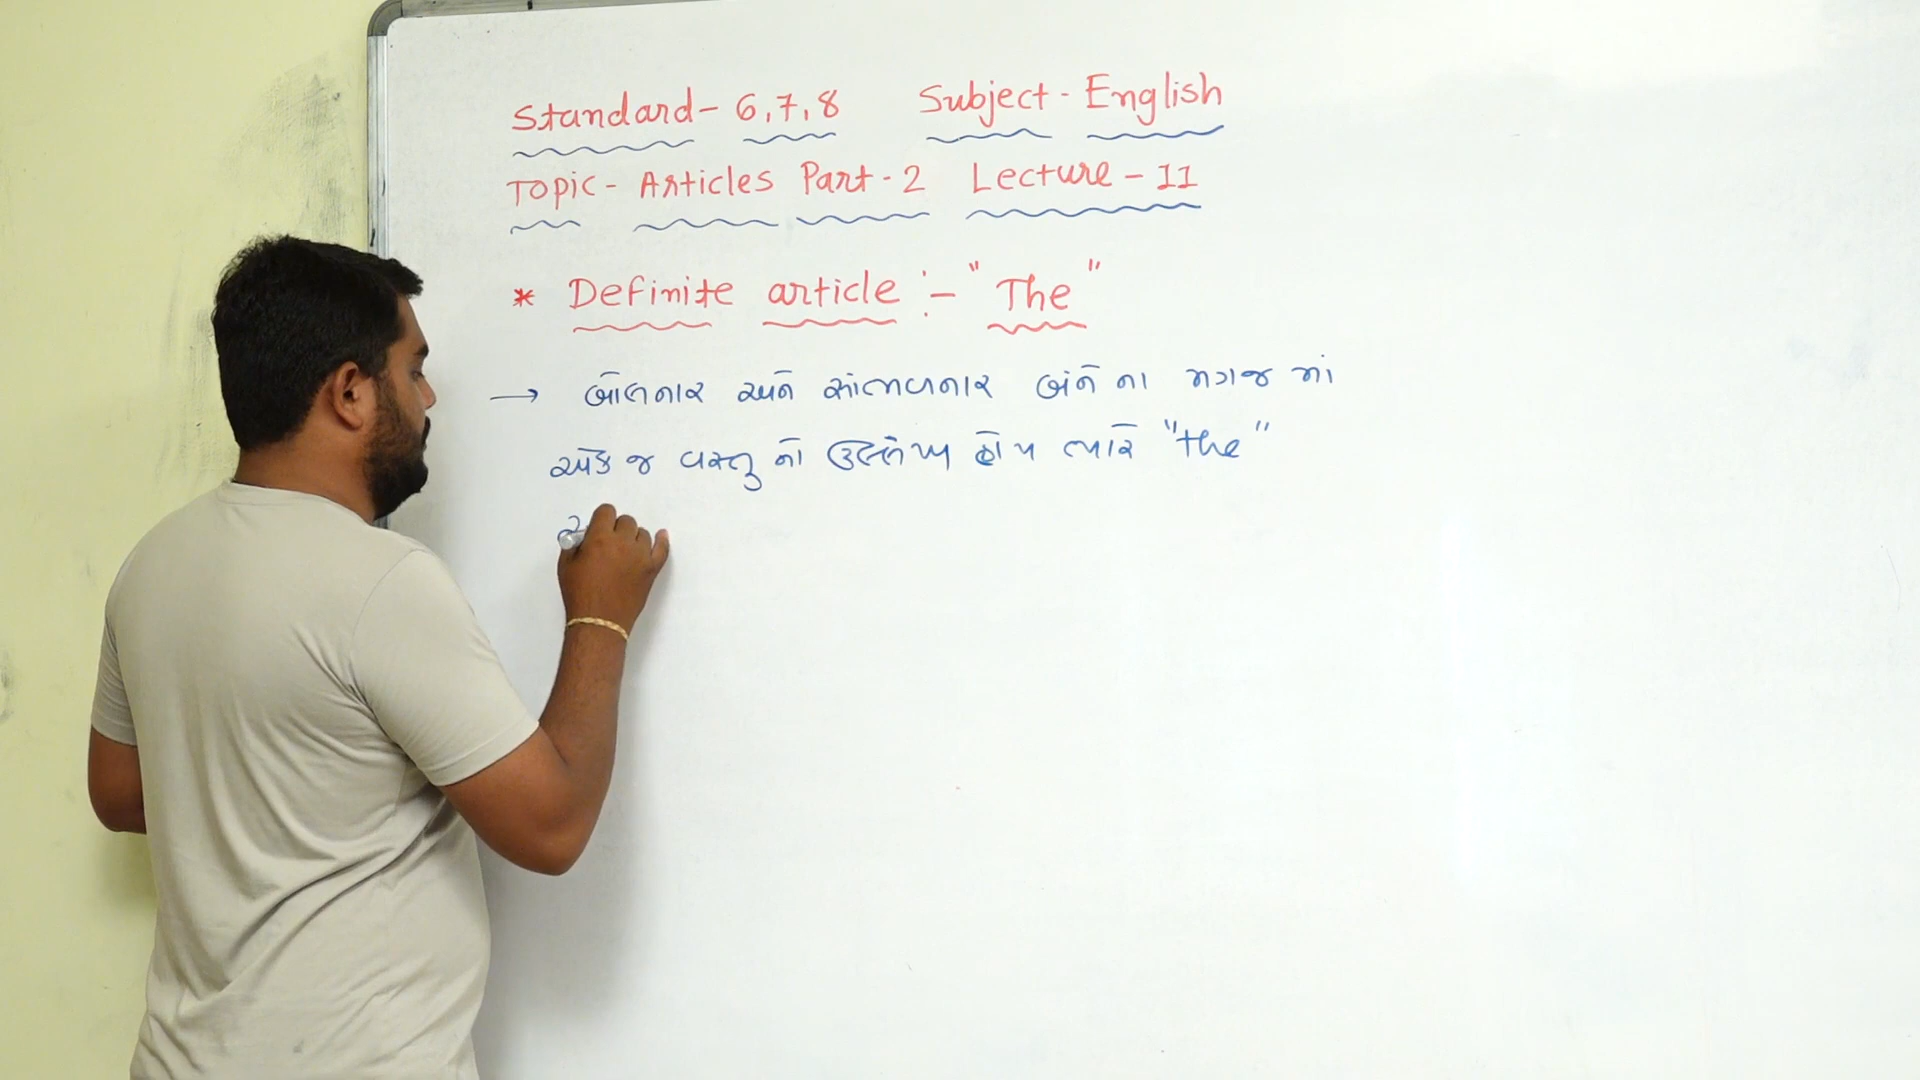 Standard - 6,7,8 Subject - English
Topic - Articles Part - 2 Lecture - 11
* Definite article :- "The"
→ બોલનાર અને સાંભળનાર બંને ના મગજ માં
એક જ વસ્તુ નો ઉલ્લેખ હોય ત્યારે "the"